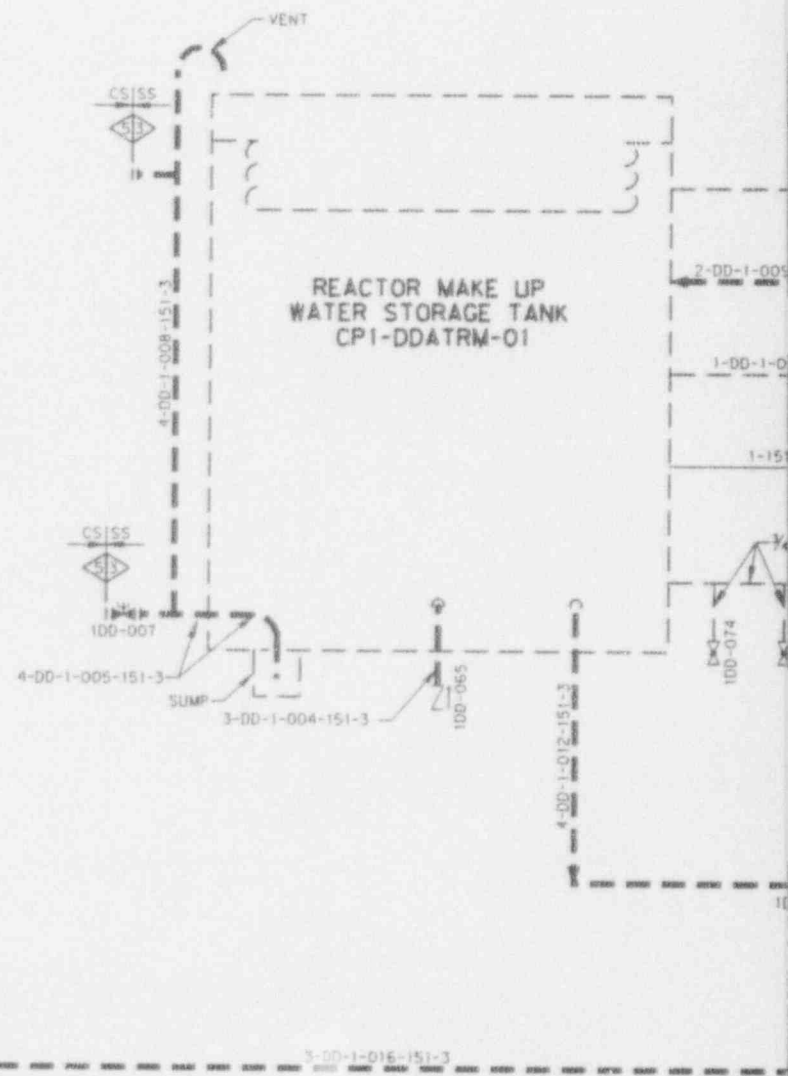 VENT
CS|SS
53
REACTOR MAKE UP
WATER STORAGE TANK
CP1-DDATRM-01
2-DD-1-009
4-DD-1-008-151-3
1-DD-1-0
1-151
CS|SS
53
1DD-007
4-DD-1-005-151-3
SUMP
3-DD-1-004-151-3
1DD-065
4-DD-1-012-151-3
1DD-074
3-DD-1-016-151-3